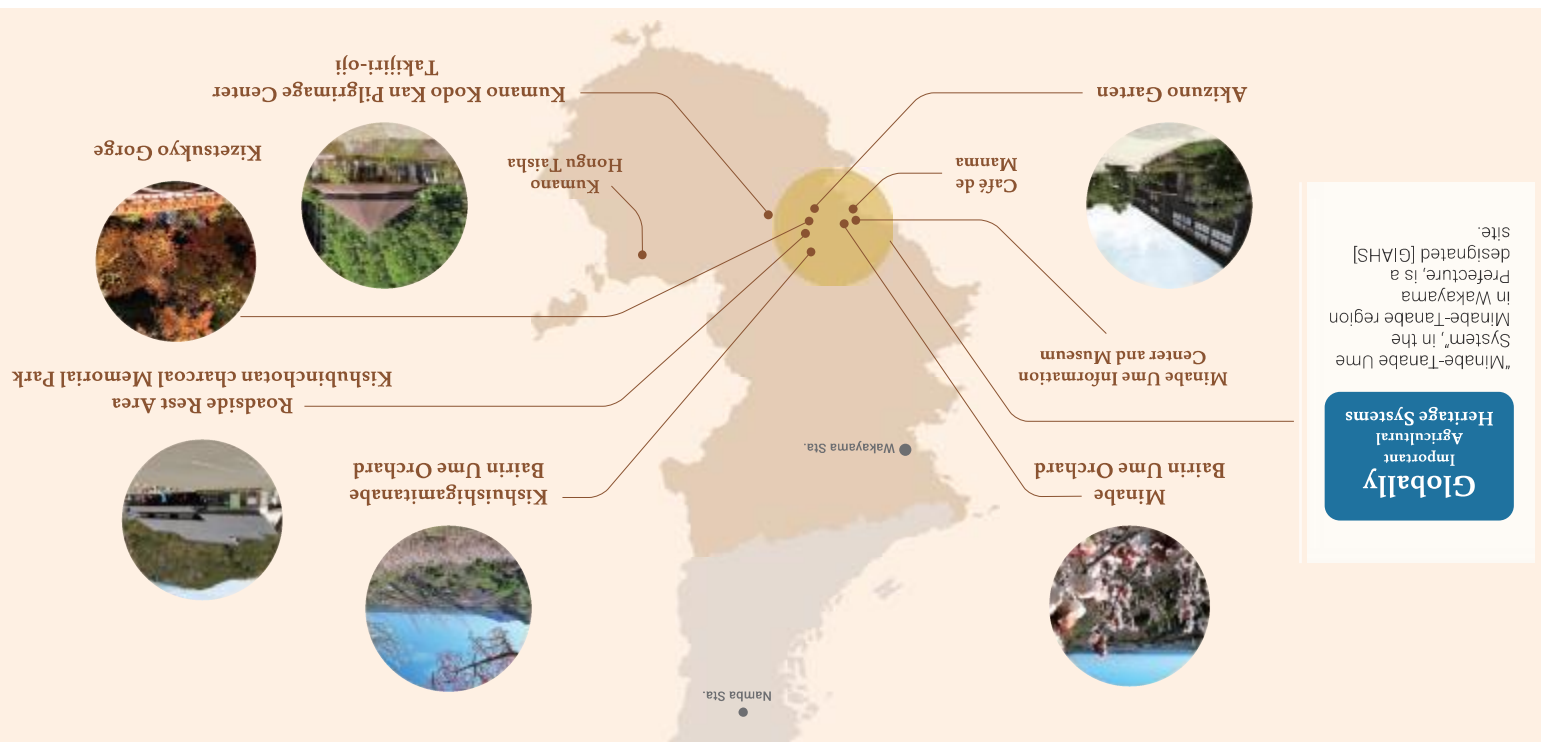 Globally
Important
Agricultural
Heritage Systems
"Minabe-Tanabe Ume
System", in the
Minabe-Tanabe region
in Wakayama
Prefecture, is a
designated [GIAHS]
site.
Namba Sta.
Minabe
Bairin Ume Orchard
Kishuishigamitanabe
Bairin Ume Orchard
Wakayama Sta.
Roadside Rest Area
Kishubinchotan charcoal Memorial Park
Minabe Ume Information
Center and Museum
Café de
Manma
Kumano
Hongu Taisha
Kizetsukyo Gorge
Akizuno Garten
Kumano Kodo Kan Pilgrimage Center
Takijiri-oji